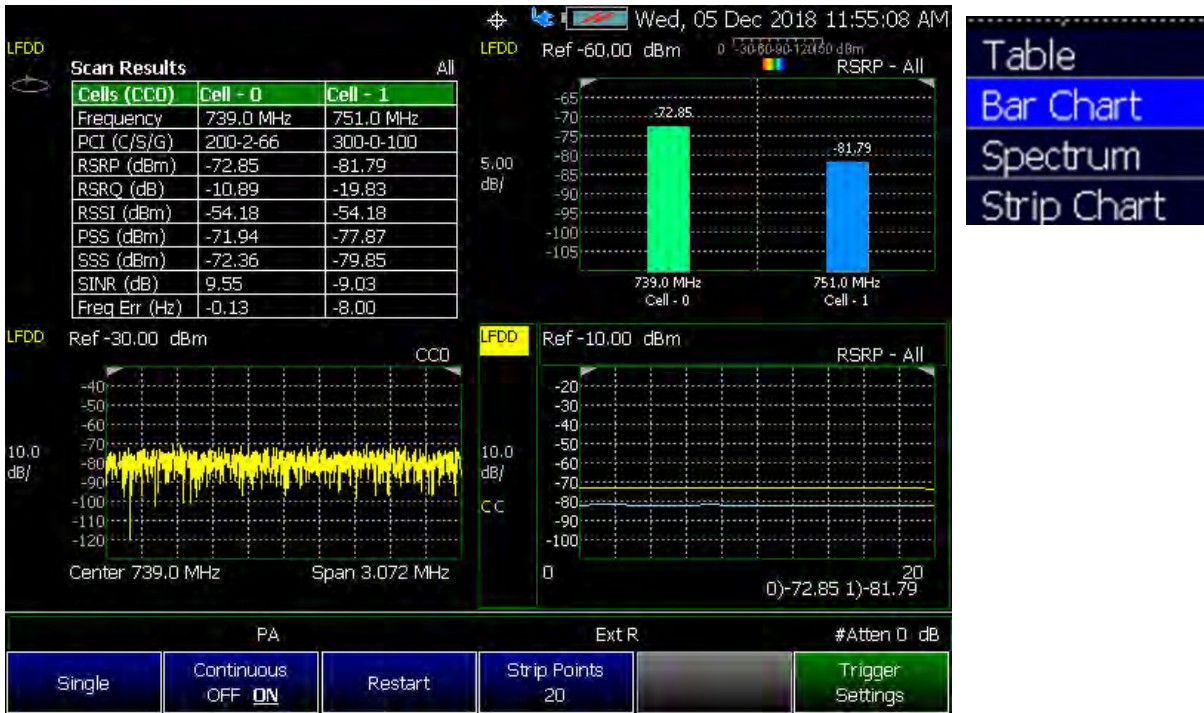 Wed, 05 Dec 2018 11:55:08 AM
LFDD
Scan Results All
Cells (CC0) Cell - 0 Cell - 1
Frequency 739.0 MHz 751.0 MHz
PCI (C/S/G) 200-2-66 300-0-100
RSRP (dBm) -72.85 -81.79
RSRQ (dB) -10.89 -19.83
RSSI (dBm) -54.18 -54.18
PSS (dBm) -71.94 -77.87
SSS (dBm) -72.36 -79.85
SINR (dB) 9.55 -9.03
Freq Err (Hz) -0.13 -8.00
LFDD Ref -60.00 dBm
RSRP - All
-65
-70
-75
-80
-85
-90
-95
-100
-105
5.00
dB/
-72.85
-81.79
739.0 MHz 751.0 MHz
Cell - 0 Cell - 1
LFDD Ref -30.00 dBm
CC0
-40
-50
-60
-70
-80
-90
-100
-110
-120
10.0
dB/
Center 739.0 MHz Span 3.072 MHz
LFDD Ref -10.00 dBm
RSRP - All
-20
-30
-40
-50
-60
-70
-80
-90
-100
10.0
dB/
CC
0 20
0)-72.85 1)-81.79
PA Ext R #Atten 0 dB
Single
Continuous
OFF ON
Restart
Strip Points
20
Trigger
Settings
Table
Bar Chart
Spectrum
Strip Chart